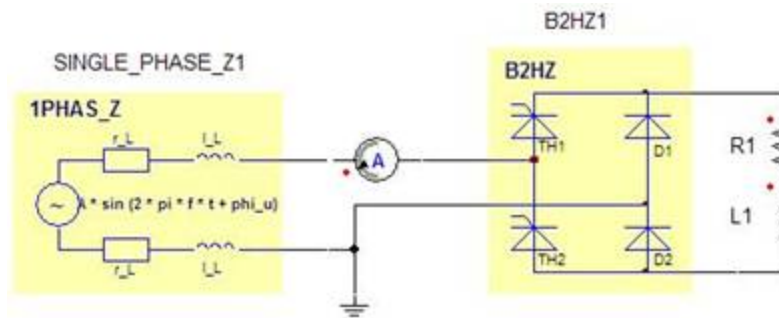 B2HZ1
SINGLE_PHASE_Z1
B2HZ
1PHAS_Z
r_L
l_L
TH1
D1
R1
A
A * sin (2 * pi * f * t + phi_u)
L1
r_L
l_L
TH2
D2